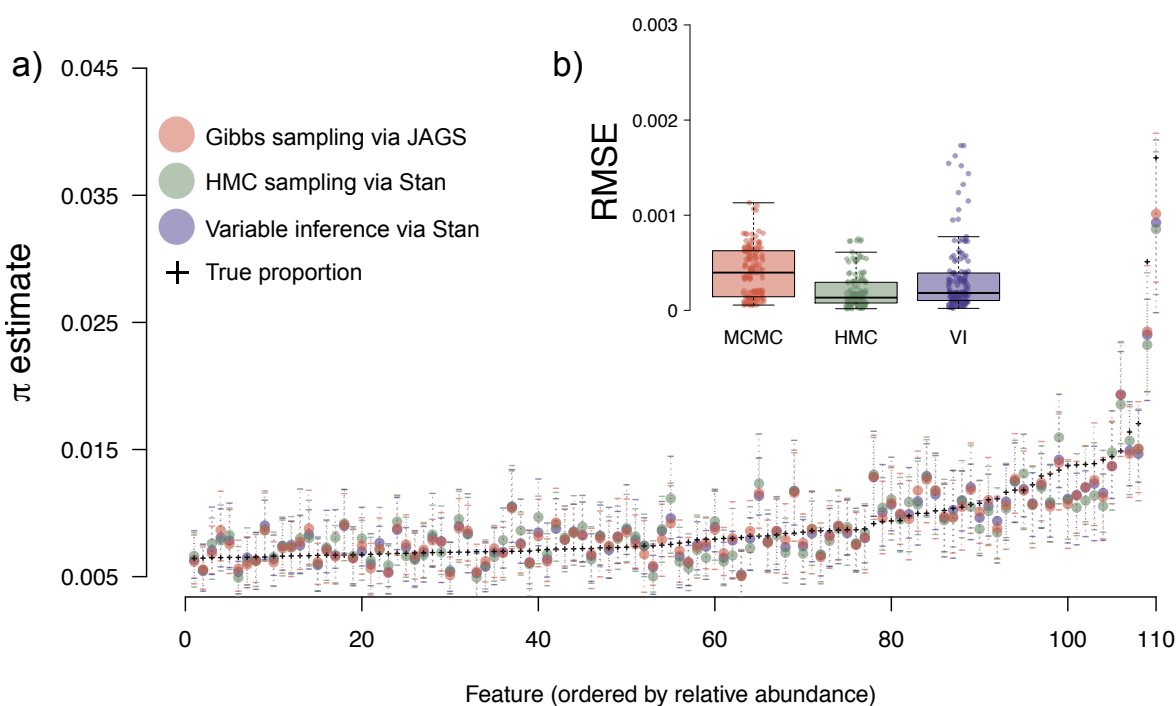 a)
π estimate
0.045
0.035
0.025
0.015
0.005
Gibbs sampling via JAGS
HMC sampling via Stan
Variable inference via Stan
True proportion
0
20
40
60
80
100
110
Feature (ordered by relative abundance)
b)
RMSE
0.003
0.002
0.001
0
MCMC
HMC
VI